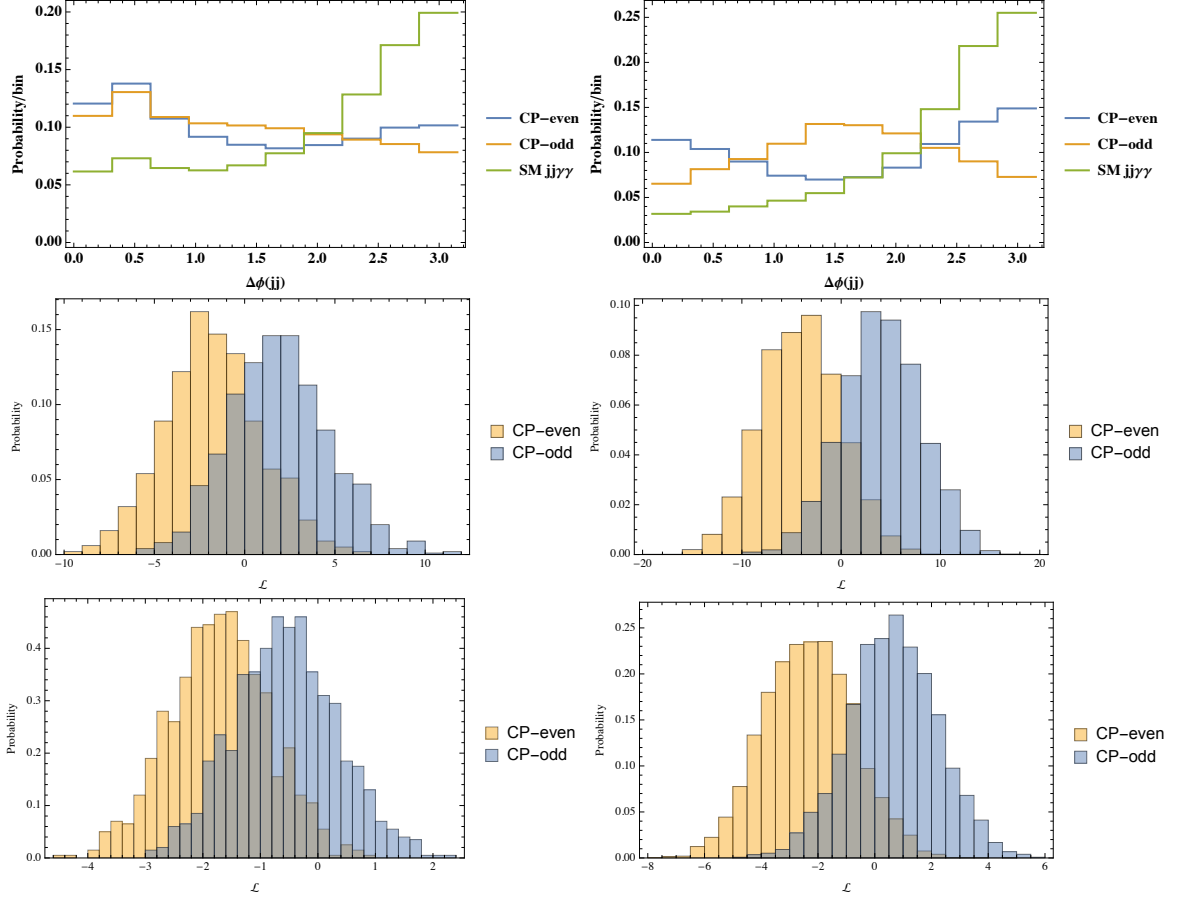 Probability/bin
0.20
0.15
0.10
0.05
0.00
0.0 0.5 1.0 1.5 2.0 2.5 3.0
Δϕ(jj)
CP-even
CP-odd
SM jjγγ
Probability/bin
0.25
0.20
0.15
0.10
0.05
0.00
0.0 0.5 1.0 1.5 2.0 2.5 3.0
Δϕ(jj)
CP-even
CP-odd
SM jjγγ
Probability
0.15
0.10
0.05
0.00
-10 -5 0 5 10
ℒ
CP-even
CP-odd
Probability
0.10
0.08
0.06
0.04
0.02
0.00
-20 -10 0 10 20
ℒ
CP-even
CP-odd
Probability
0.4
0.3
0.2
0.1
0.0
-4 -3 -2 -1 0 1 2
ℒ
CP-even
CP-odd
Probability
0.25
0.20
0.15
0.10
0.05
0.00
-8 -6 -4 -2 0 2 4 6
ℒ
CP-even
CP-odd